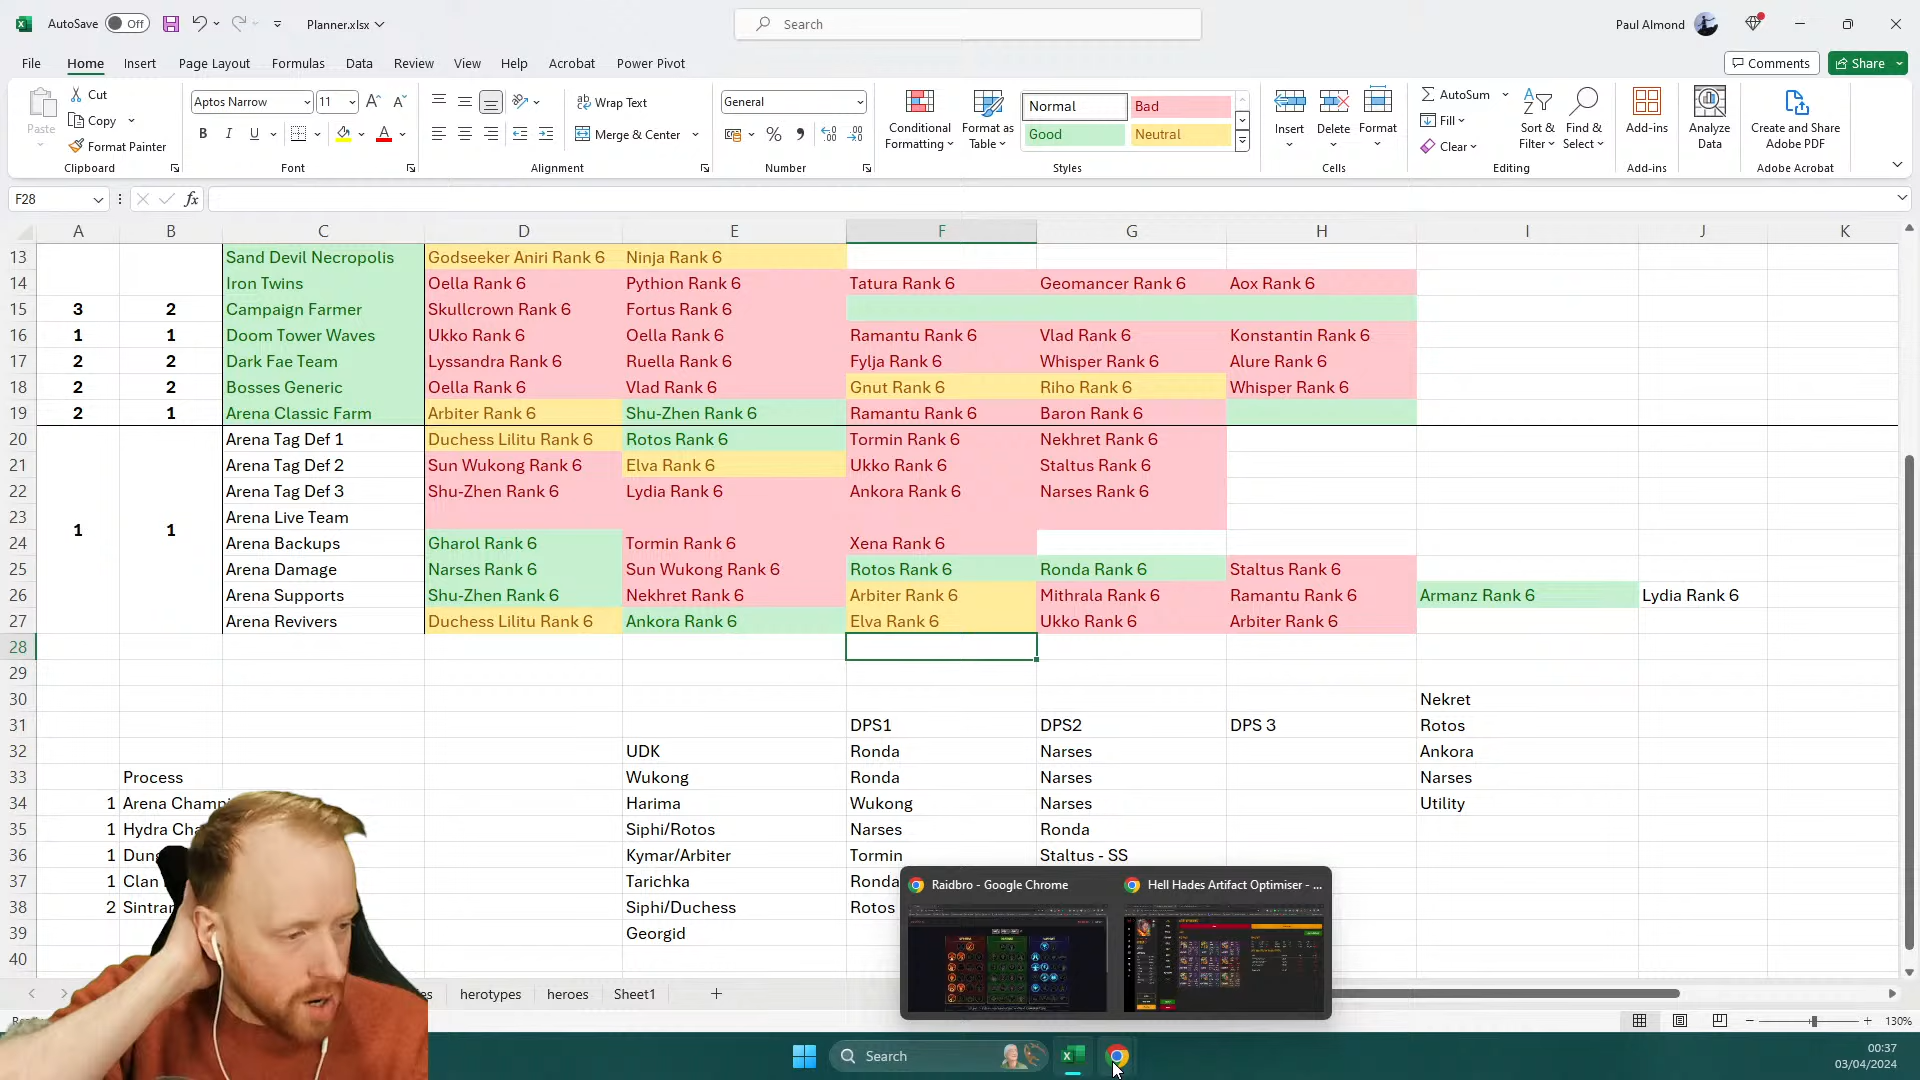 AutoSave Off Planner.xlsx Search Paul Almond
File Home Insert Page Layout Formulas Data Review View Help Acrobat Power Pivot Comments Share
Paste Cut Copy Format Painter Clipboard
Aptos Narrow 11 B I U Font
Wrap Text Merge & Center Alignment
General Number
Conditional Formatting Format as Table Normal Bad Good Neutral Styles
Insert Delete Format Cells
AutoSum Fill Clear Sort & Filter Find & Select Editing
Add-ins Add-ins
Analyze Data
Create and Share Adobe PDF Adobe Acrobat
F28 fx
A B C D E F G H I J K
13 Sand Devil Necropolis Godseeker Aniri Rank 6 Ninja Rank 6
14 Iron Twins Oella Rank 6 Pythion Rank 6 Tatura Rank 6 Geomancer Rank 6 Aox Rank 6
15 3 2 Campaign Farmer Skullcrown Rank 6 Fortus Rank 6
16 1 1 Doom Tower Waves Ukko Rank 6 Oella Rank 6 Ramantu Rank 6 Vlad Rank 6 Konstantin Rank 6
17 2 2 Dark Fae Team Lyssandra Rank 6 Ruella Rank 6 Fylja Rank 6 Whisper Rank 6 Alure Rank 6
18 2 2 Bosses Generic Oella Rank 6 Vlad Rank 6 Gnut Rank 6 Riho Rank 6 Whisper Rank 6
19 2 1 Arena Classic Farm Arbiter Rank 6 Shu-Zhen Rank 6 Ramantu Rank 6 Baron Rank 6
20 Arena Tag Def 1 Duchess Lilitu Rank 6 Rotos Rank 6 Tormin Rank 6 Nekhret Rank 6
21 Arena Tag Def 2 Sun Wukong Rank 6 Elva Rank 6 Ukko Rank 6 Staltus Rank 6
22 Arena Tag Def 3 Shu-Zhen Rank 6 Lydia Rank 6 Ankora Rank 6 Narses Rank 6
23 Arena Live Team
1 1
24 Arena Backups Gharol Rank 6 Tormin Rank 6 Xena Rank 6
25 Arena Damage Narses Rank 6 Sun Wukong Rank 6 Rotos Rank 6 Ronda Rank 6 Staltus Rank 6
26 Arena Supports Shu-Zhen Rank 6 Nekhret Rank 6 Arbiter Rank 6 Mithrala Rank 6 Ramantu Rank 6 Armanz Rank 6 Lydia Rank 6
27 Arena Revivers Duchess Lilitu Rank 6 Ankora Rank 6 Elva Rank 6 Ukko Rank 6 Arbiter Rank 6
28
29
30 Nekret
31 DPS1 DPS2 DPS 3 Rotos
32 UDK Ronda Narses Ankora
33 Process Wukong Ronda Narses Narses
34 1 Arena Champ Harima Wukong Narses Utility
35 1 Hydra Cha Siphi/Rotos Narses Ronda
36 1 Dung Kymar/Arbiter Tormin Staltus - SS
37 1 Clan Tarichka Ronda
38 2 Sintran Siphi/Duchess Rotos
39 Georgid
40
Raidbro - Google Chrome Hell Hades Artifact Optimiser - ...
herotypes heroes Sheet1
130%
Search
00:37
03/04/2024